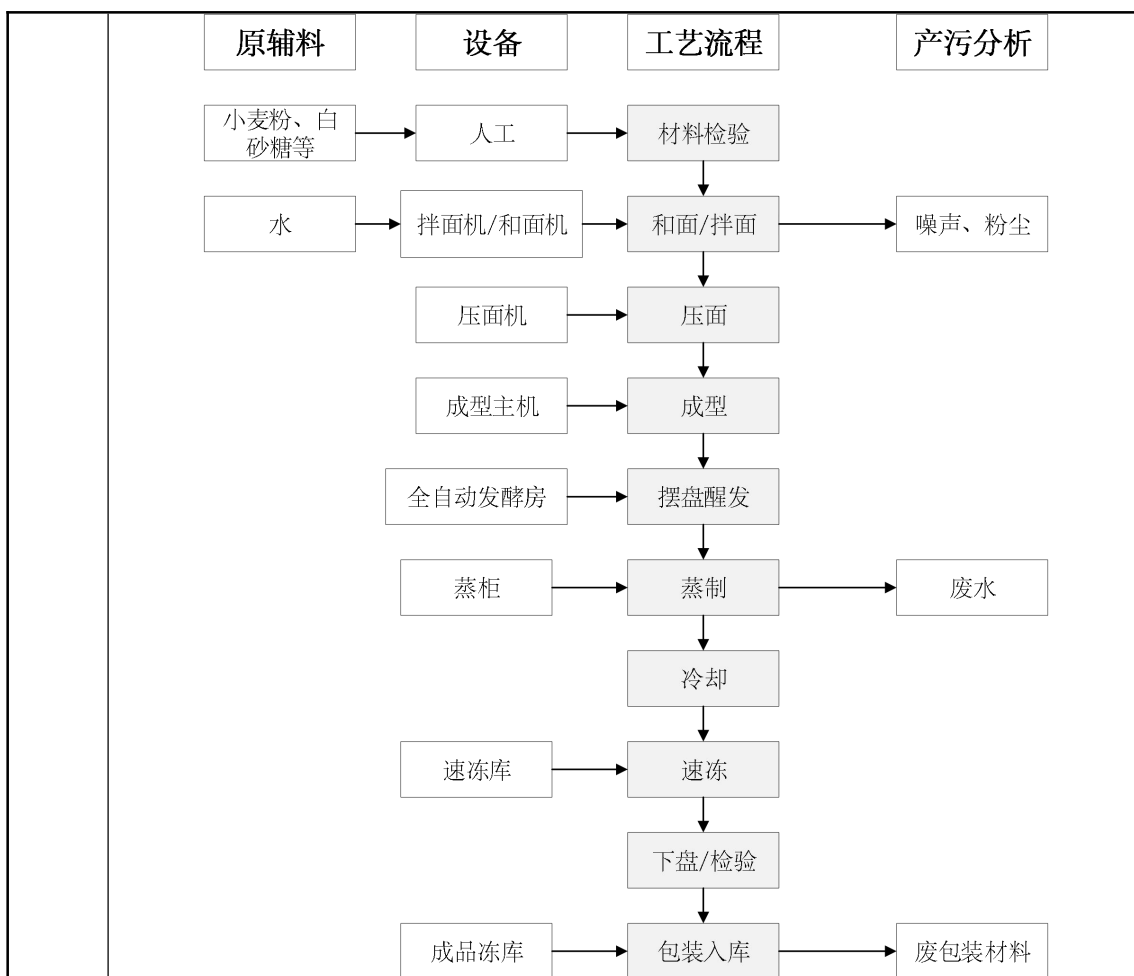 原辅料
设备
工艺流程
产污分析
小麦粉、白
砂糖等
人工
材料检验
水
拌面机/和面机
和面/拌面
噪声、粉尘
压面机
压面
成型主机
成型
全自动发酵房
摆盘醒发
蒸柜
蒸制
废水
冷却
速冻库
速冻
下盘/检验
成品冻库
包装入库
废包装材料